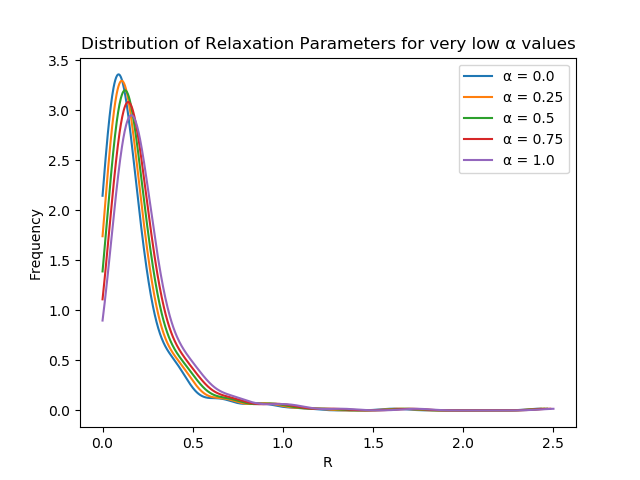 Distribution of Relaxation Parameters for very low α values
3.5
3.0
2.5
2.0
1.5
1.0
0.5
0.0
Frequency
α = 0.0
α = 0.25
α = 0.5
α = 0.75
α = 1.0
0.0 0.5 1.0 1.5 2.0 2.5
R